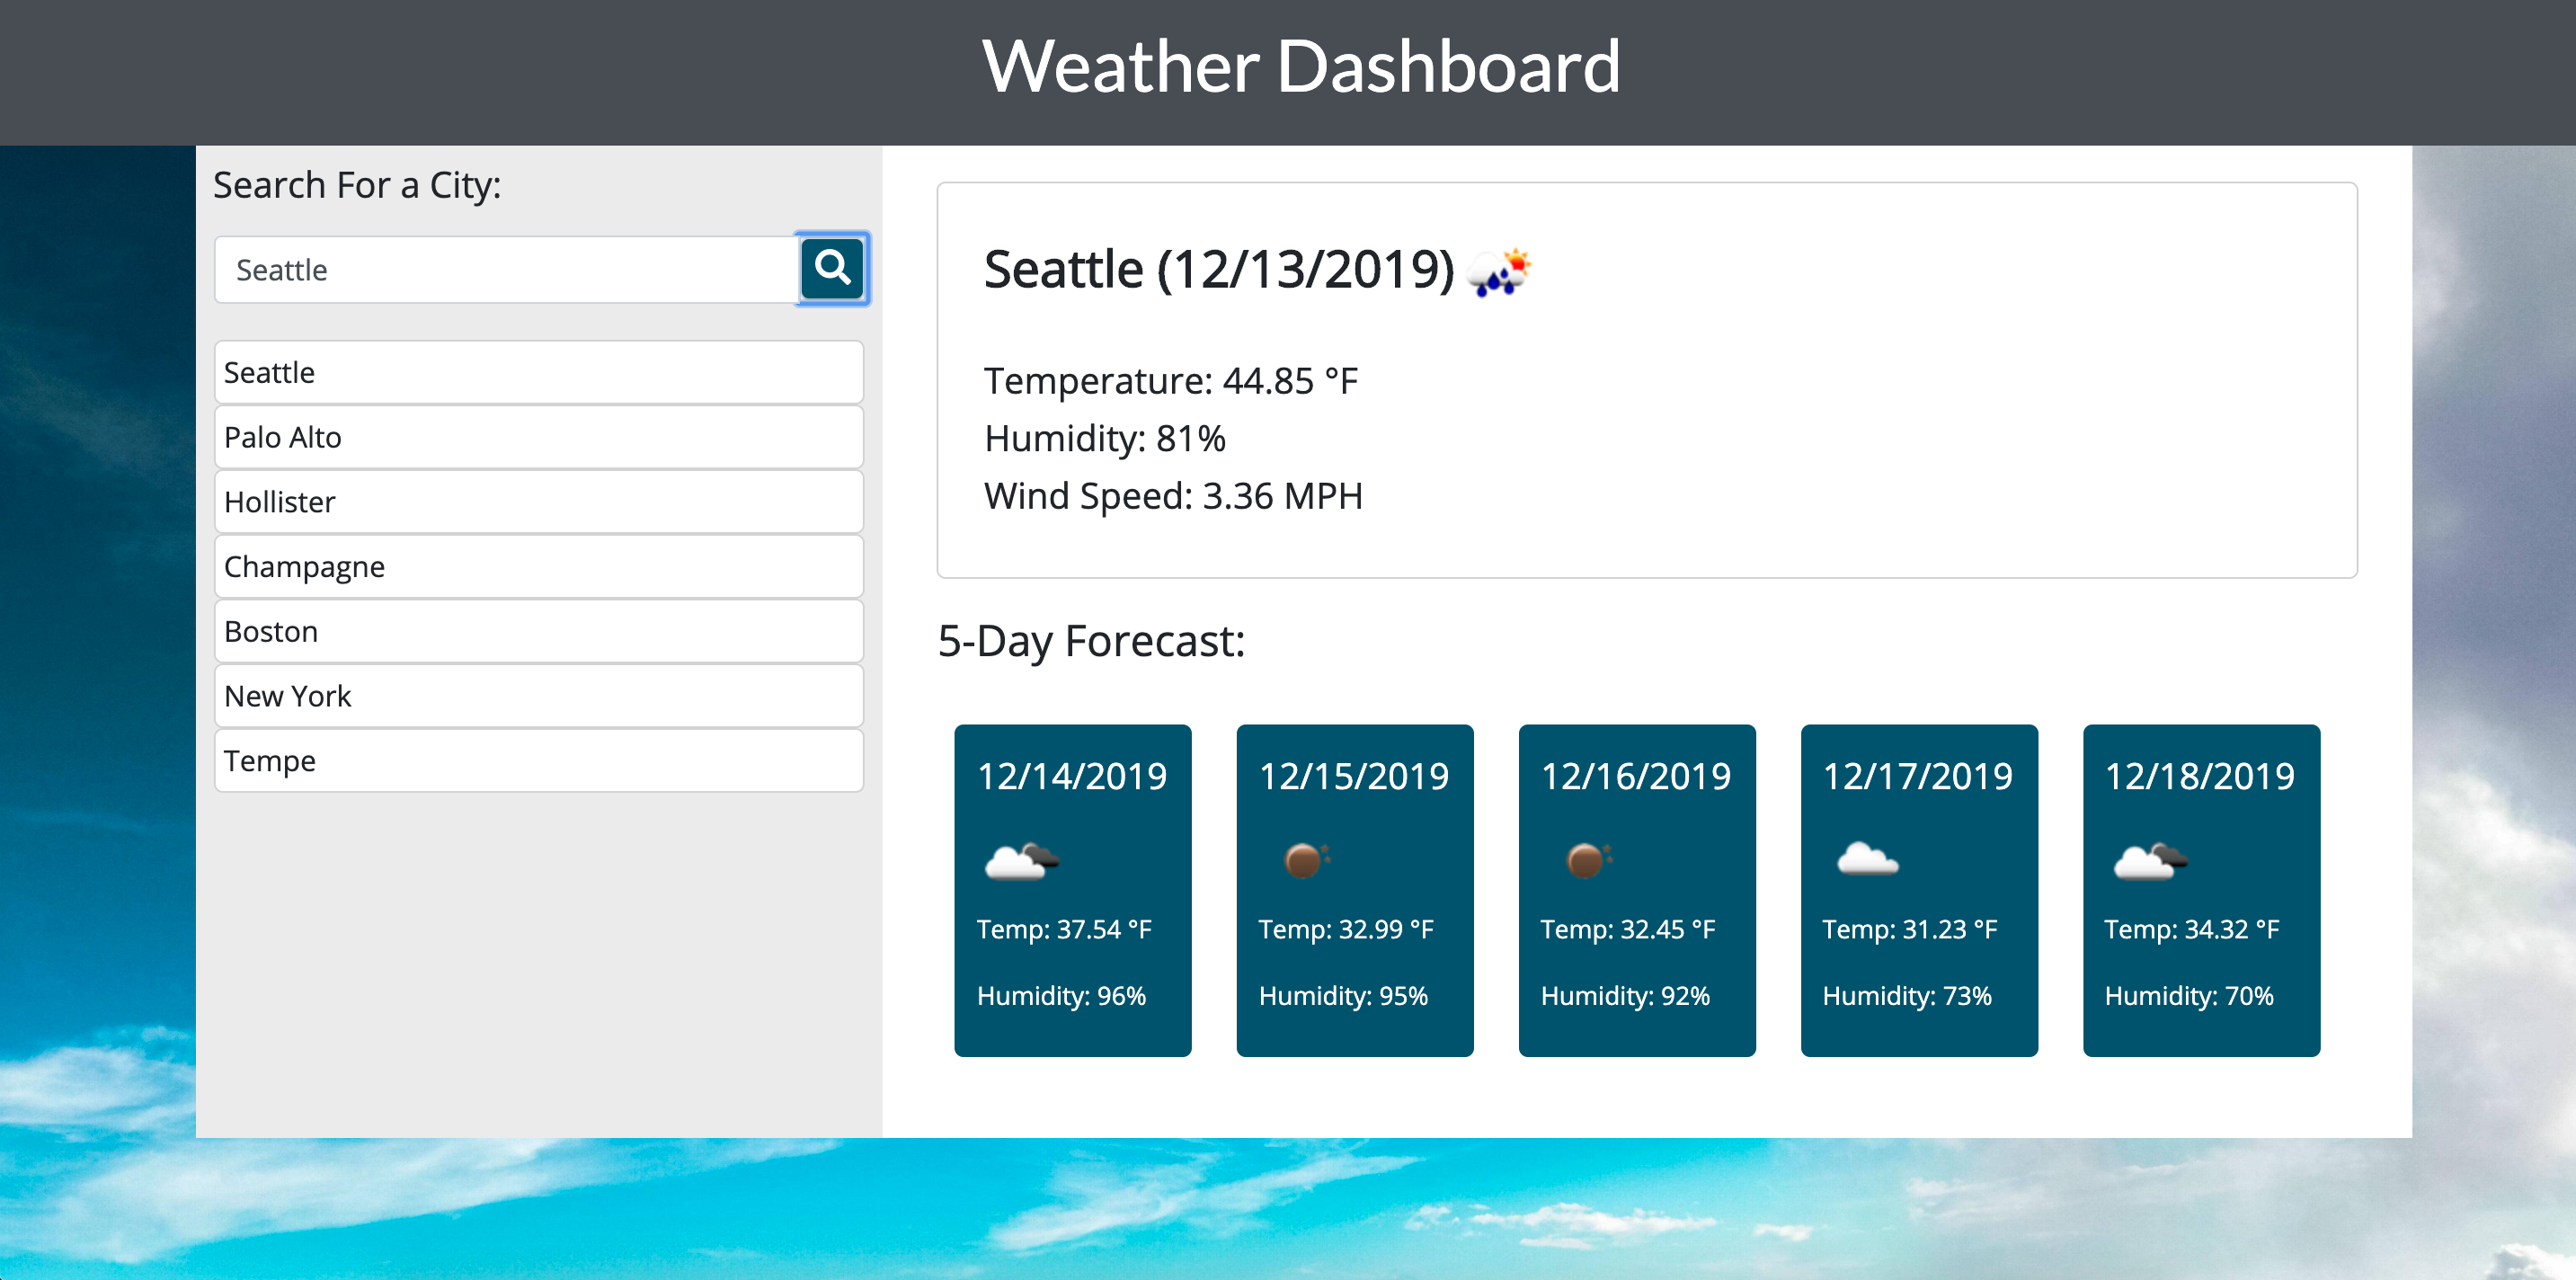 Weather Dashboard
Search For a City:
Seattle
Seattle
Palo Alto
Hollister
Champagne
Boston
New York
Tempe
Seattle (12/13/2019)
Temperature: 44.85 °F
Humidity: 81%
Wind Speed: 3.36 MPH
5-Day Forecast:
12/14/2019
Temp: 37.54 °F
Humidity: 96%
12/15/2019
Temp: 32.99 °F
Humidity: 95%
12/16/2019
Temp: 32.45 °F
Humidity: 92%
12/17/2019
Temp: 31.23 °F
Humidity: 73%
12/18/2019
Temp: 34.32 °F
Humidity: 70%